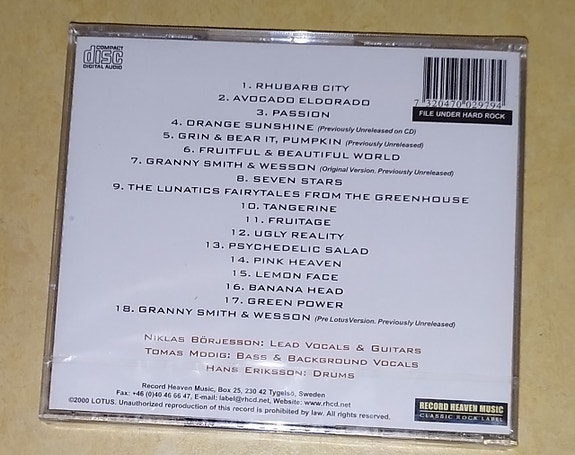 COMPACT
disc
DIGITAL AUDIO
1. RHUBARB CITY
2. AVOCADO ELDORADO
3. PASSION
4. ORANGE SUNSHINE (Previously Unreleased on CD)
5. GRIN & BEAR IT, PUMPKIN (Previously Unreleased)
6. FRUITFUL & BEAUTIFUL WORLD
7. GRANNY SMITH & WESSON (Original Version. Previously Unreleased)
8. SEVEN STARS
9. THE LUNATICS FAIRYTALES FROM THE GREENHOUSE
10. TANGERINE
11. FRUITAGE
12. UGLY REALITY
13. PSYCHEDELIC SALAD
14. PINK HEAVEN
15. LEMON FACE
16. BANANA HEAD
17. GREEN POWER
18. GRANNY SMITH & WESSON (Pre LotusVersion. Previously Unreleased)
7 320470 029794
FILE UNDER HARD ROCK
NIKLAS BÖRJESSON: LEAD VOCALS & GUITARS
TOMAS MODIG: BASS & BACKGROUND VOCALS
HANS ERIKSSON: DRUMS
Record Heaven Music, Box 25, 230 42 Tygelsö, Sweden
Fax: +46 (0)40 46 66 47, E-mail: label@rhcd.net, Website: www.rhcd.net
©2000 LOTUS. Unauthorized reproduction of this record is prohibited by law. All rights reserved.
RECORD HEAVEN MUSIC
CLASSIC ROCK LABEL